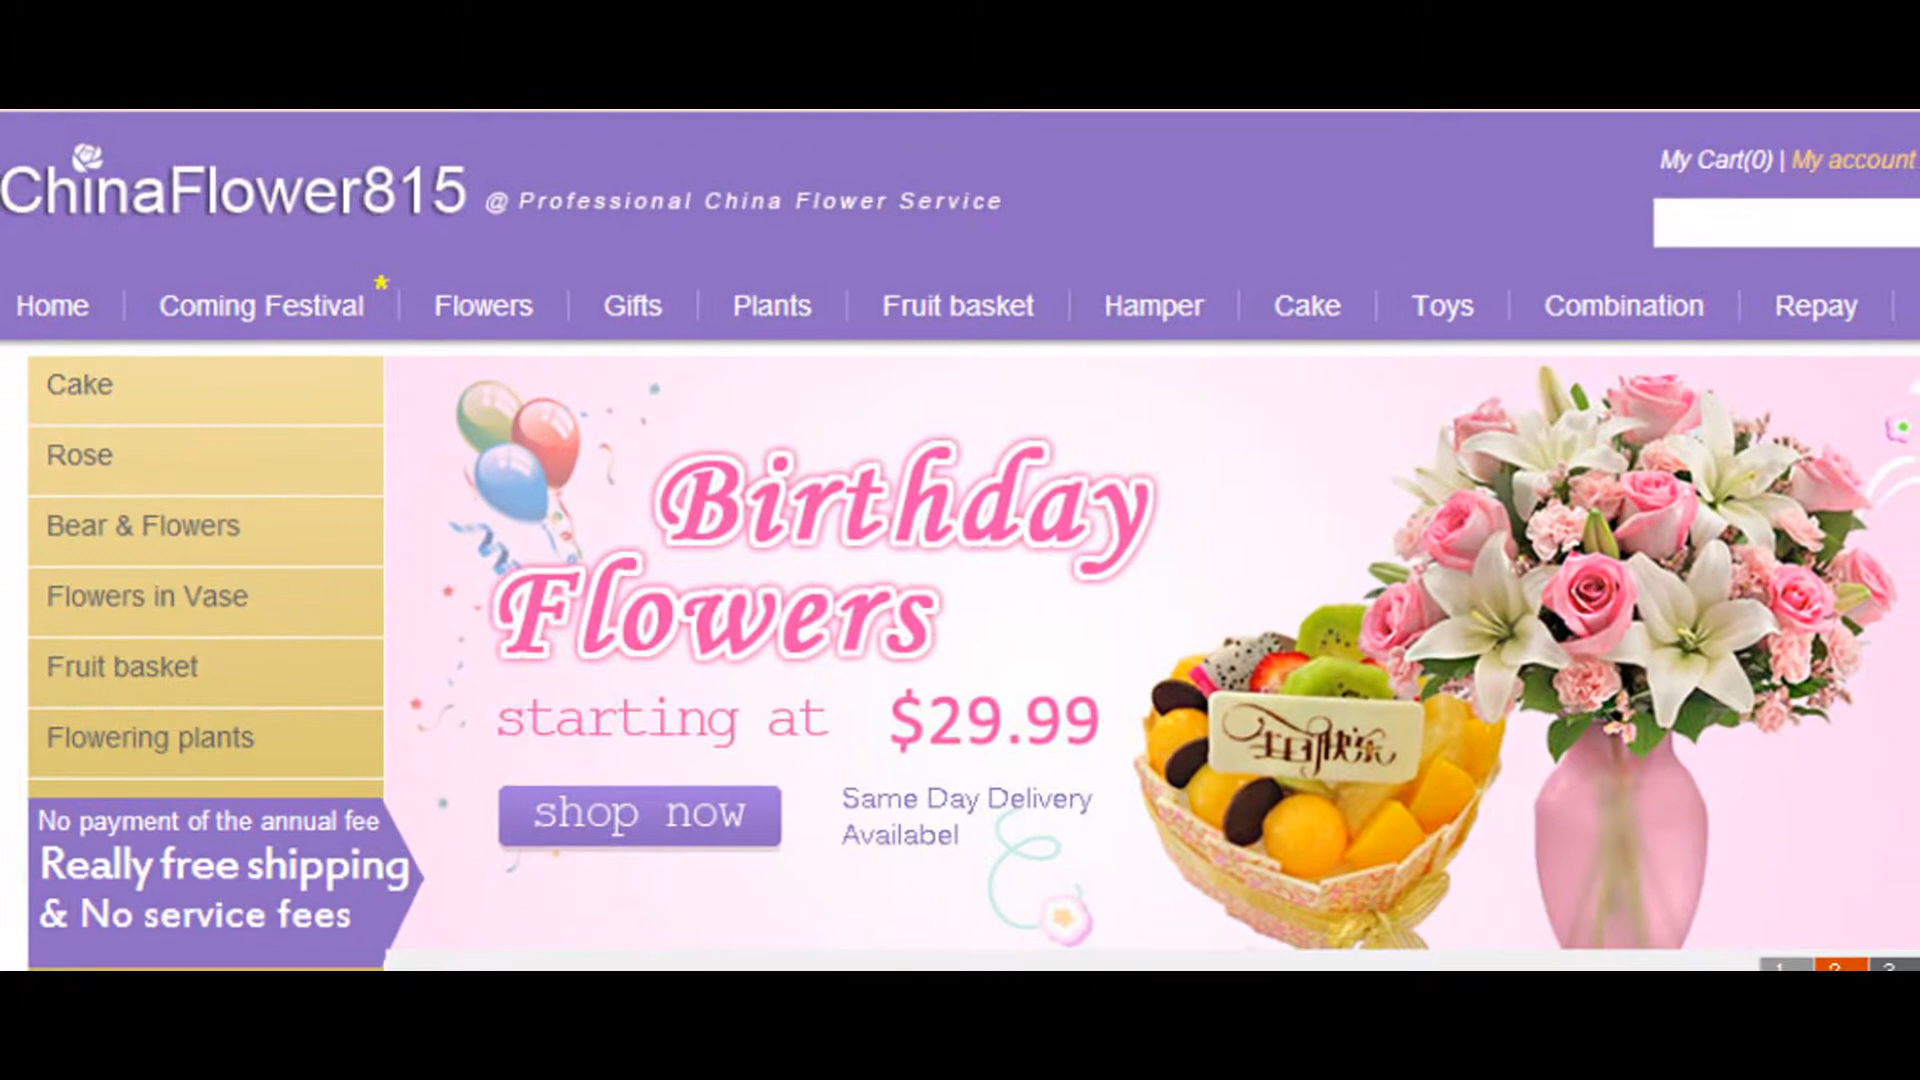 ChinaFlower815 @ Professional China Flower Service
My Cart(0) | My account
Home
Coming Festival *
Flowers
Gifts
Plants
Fruit basket
Hamper
Cake
Toys
Combination
Repay
Cake
Rose
Bear & Flowers
Flowers in Vase
Fruit basket
Flowering plants
No payment of the annual fee
Really free shipping
& No service fees
Birthday
Flowers
starting at $29.99
shop now
Same Day Delivery
Availabel
生日快乐
1 2 3